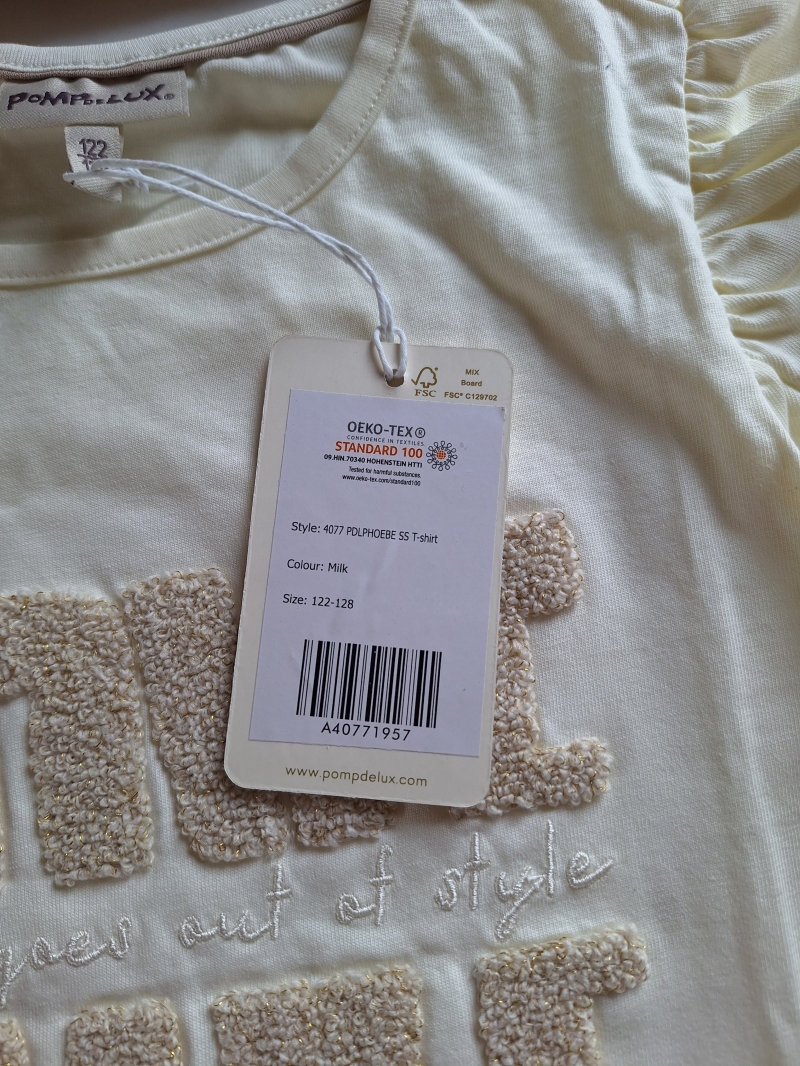 POMPDELUX®
122
FSC
MIX
Board
FSC® C129702
OEKO-TEX®
CONFIDENCE IN TEXTILES
STANDARD 100
09.HIN.70340 HOHENSTEIN HTTI
Tested for harmful substances.
www.oeko-tex.com/standard100
Style: 4077 PDLPHOEBE SS T-shirt
Colour: Milk
Size: 122-128
A40771957
www.pompdelux.com
goes out of style